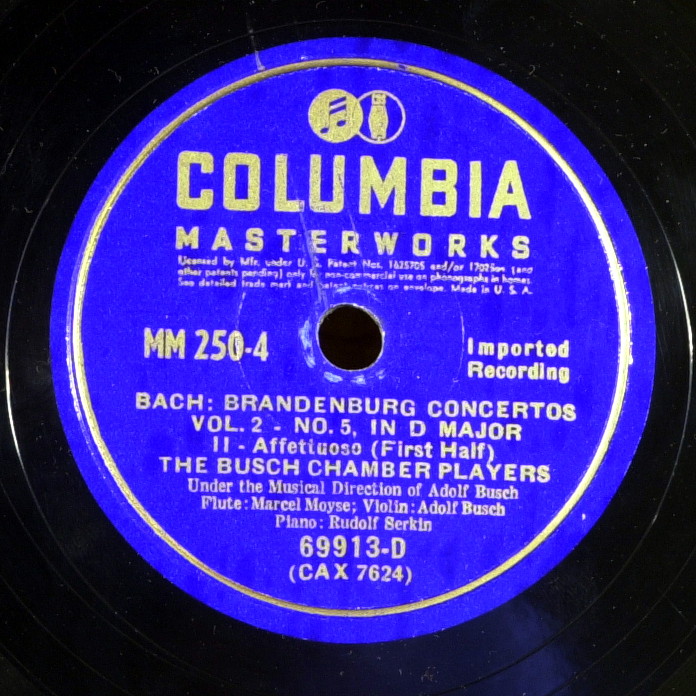 COLUMBIA
MASTERWORKS
Licensed by Mfr. under U. S. Patent Nos. 1625705 and/or 1702564 (and
other patents pending) only for non-commercial use on phonographs in homes.
See detailed trade mark and patent notices on envelope. Made in U. S. A.
MM 250-4
Imported
Recording
BACH: BRANDENBURG CONCERTOS
VOL. 2 - NO. 5, IN D MAJOR
II - Affettuoso (First Half)
THE BUSCH CHAMBER PLAYERS
Under the Musical Direction of Adolf Busch
Flute: Marcel Moyse; Violin: Adolf Busch
Piano: Rudolf Serkin
69913-D
(CAX 7624)